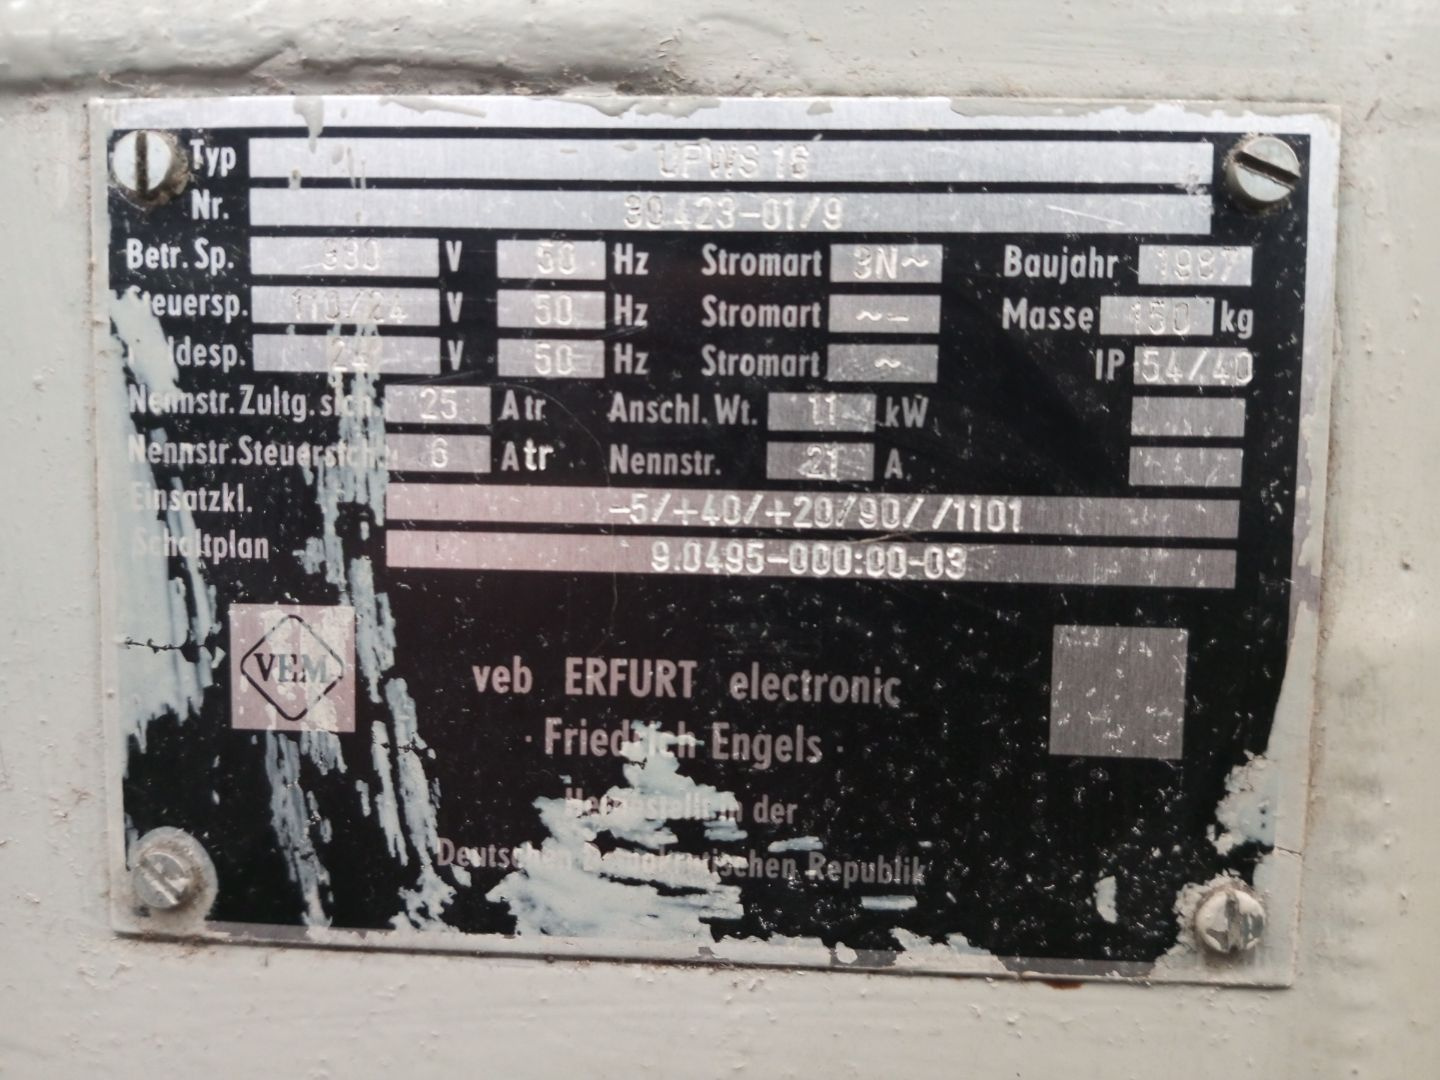 Typ UPWS 16
Nr. 30423-01/9
Betr. Sp. 380 V 50 Hz Stromart 3N~ Baujahr 1987
Steuersp. 110/24 V 50 Hz Stromart ~- Masse 150 kg
Meldesp. 24 V 50 Hz Stromart ~ IP 54/40
Nennstr. Zultg. sich. 25 A tr Anschl. Wt. 11 kW
Nennstr. Steuersich. 6 A tr Nennstr. 21 A.
Einsatzkl. -5/+40/+20/90//1101
Schaltplan 9.0495-000:00-03
VEM
veb ERFURT electronic
· Friedrich Engels ·
Hergestellt in der
Deutschen Demokratischen Republik